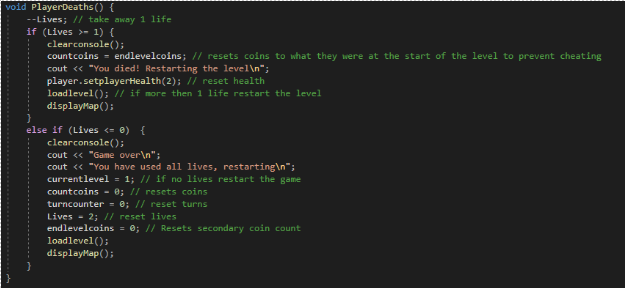 void PlayerDeaths() {
--Lives; // take away 1 life
if (Lives >= 1) {
clearconsole();
countcoins = endlevelcoins; // resets coins to what they were at the start of the level to prevent cheating
cout << "You died! Restarting the level\n";
player.setplayerHealth(2); // reset health
loadlevel(); // if more then 1 life restart the level
displayMap();
}
else if (Lives <= 0)  {
clearconsole();
cout << "Game over\n";
cout << "You have used all lives, restarting\n";
currentlevel = 1; // if no lives restart the game
countcoins = 0; // resets coins
turncounter = 0; // reset turns
Lives = 2; // reset lives
endlevelcoins = 0; // Resets secondary coin count
loadlevel();
displayMap();
}
}